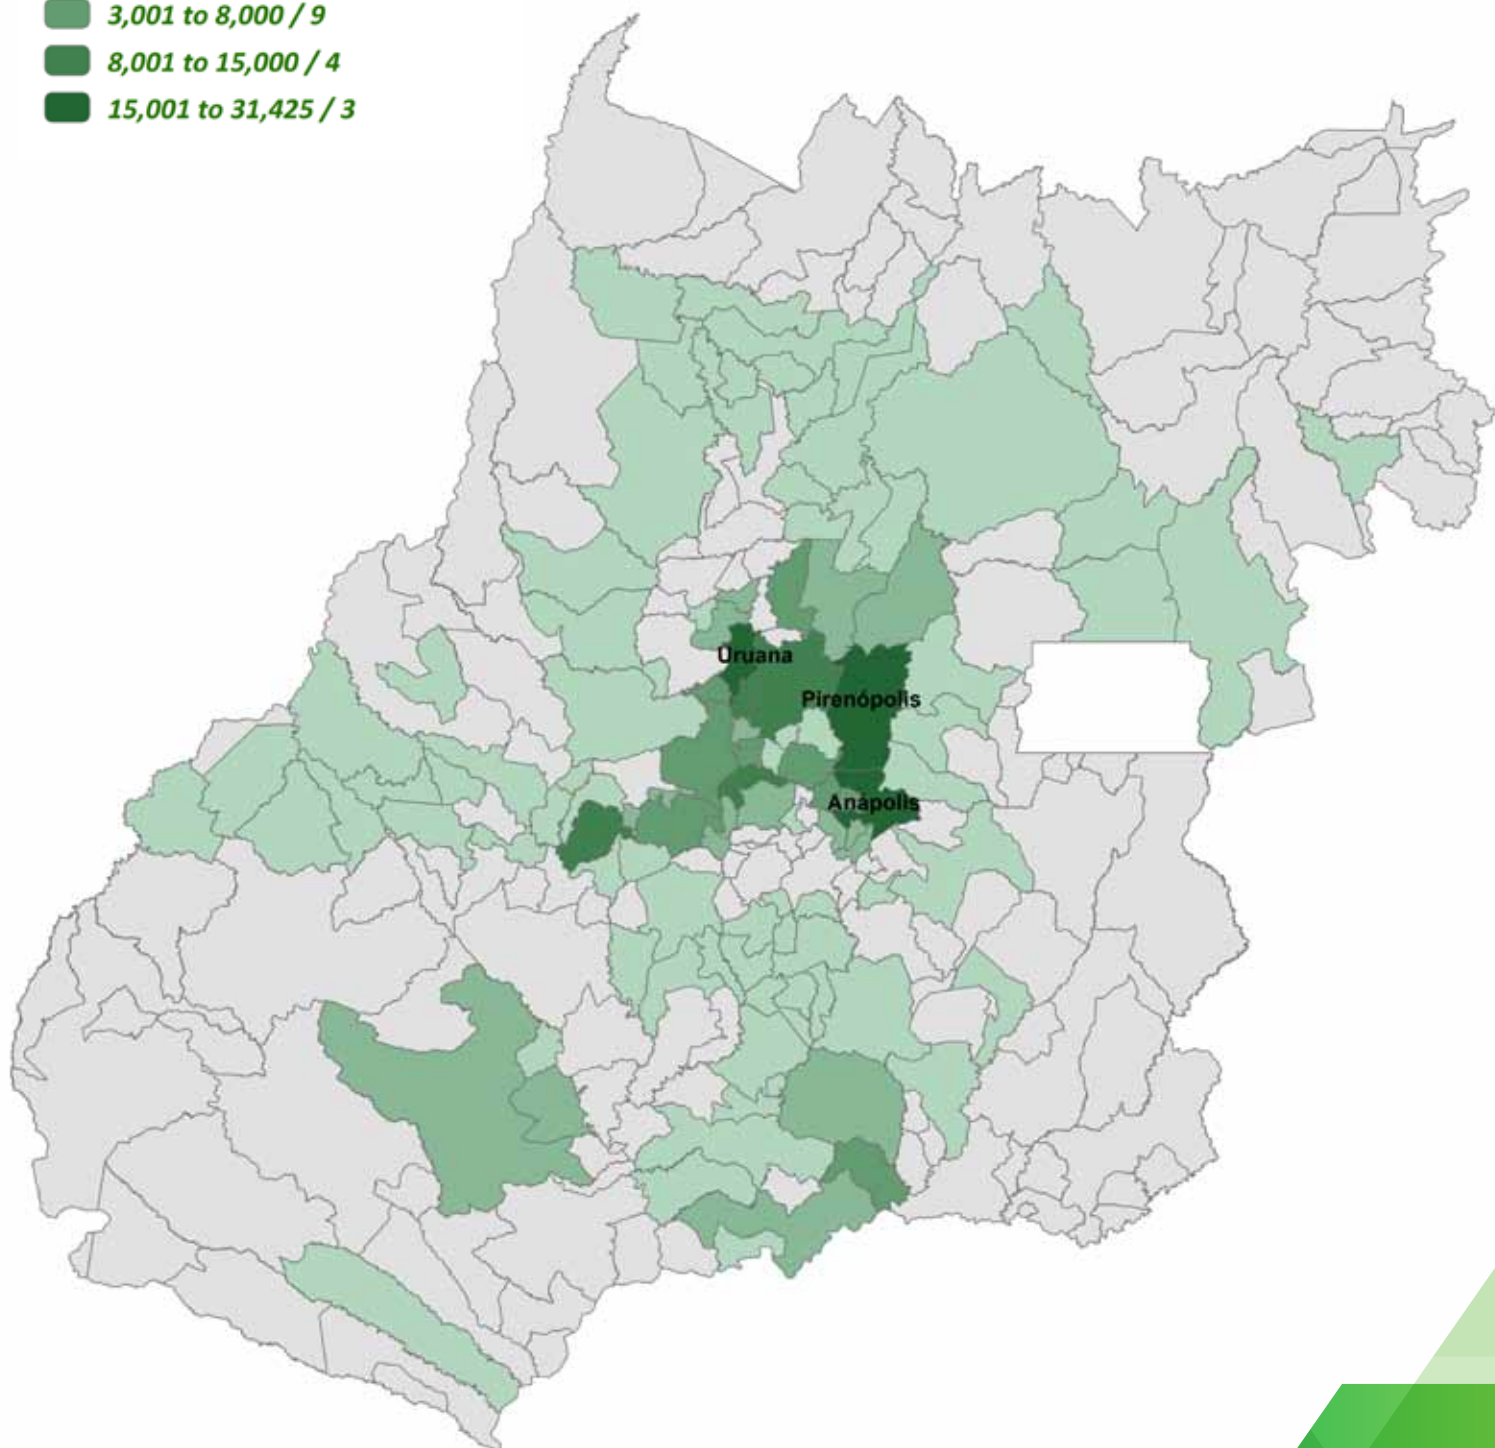 3,001 to 8,000 / 9
8,001 to 15,000 / 4
15,001 to 31,425 / 3
Uruana
Pirenópolis
Anápolis